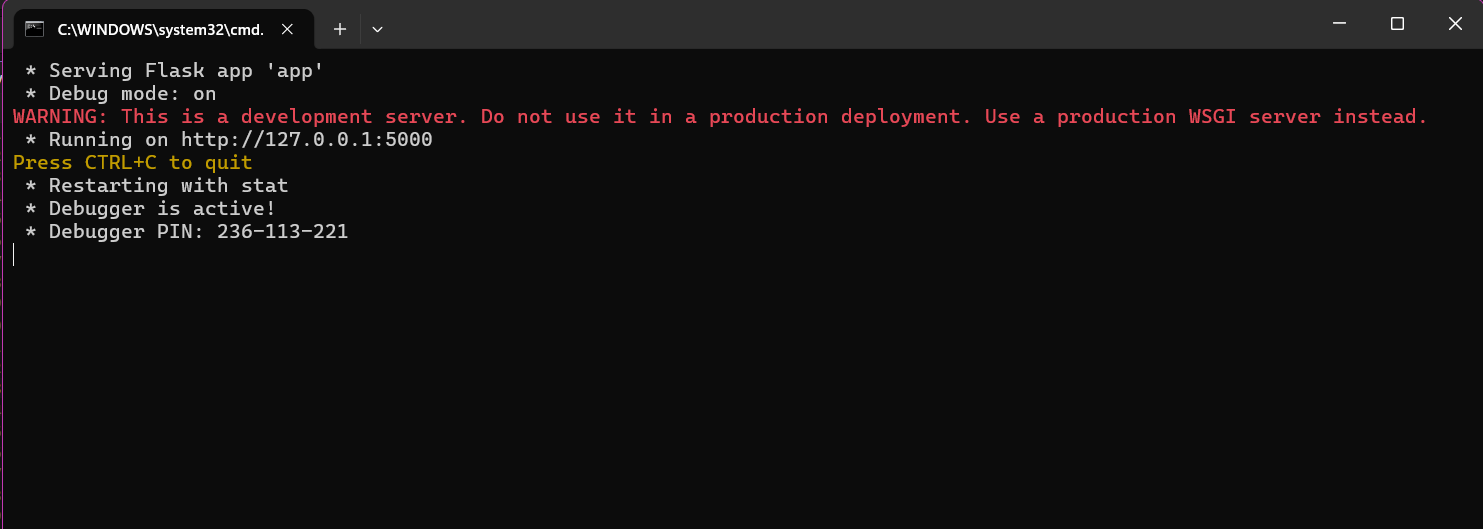 C:\WINDOWS\system32\cmd.
* Serving Flask app 'app'
* Debug mode: on
WARNING: This is a development server. Do not use it in a production deployment. Use a production WSGI server instead.
* Running on http://127.0.0.1:5000
Press CTRL+C to quit
* Restarting with stat
* Debugger is active!
* Debugger PIN: 236-113-221